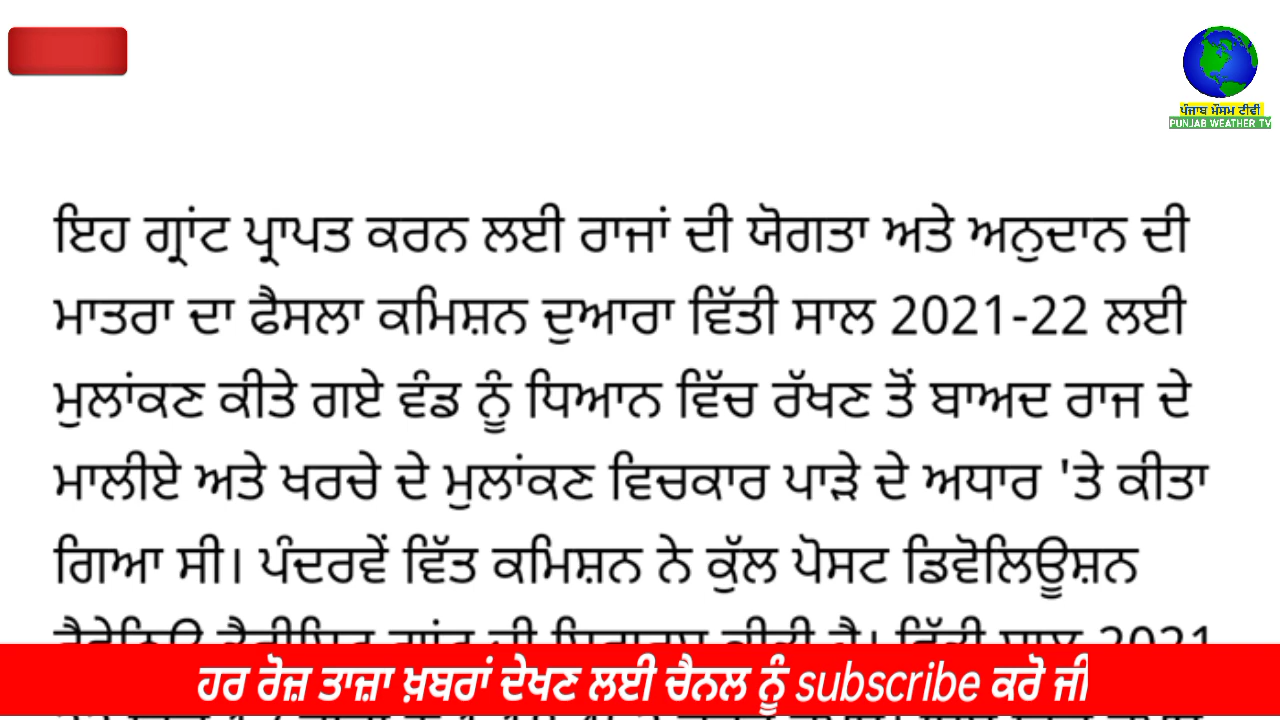 ਪੰਜਾਬ ਮੌਸਮ ਟੀਵੀ
PUNJAB WEATHER TV
ਇਹ ਗ੍ਰਾਂਟ ਪ੍ਰਾਪਤ ਕਰਨ ਲਈ ਰਾਜਾਂ ਦੀ ਯੋਗਤਾ ਅਤੇ ਅਨੁਦਾਨ ਦੀ
ਮਾਤਰਾ ਦਾ ਫੈਸਲਾ ਕਮਿਸ਼ਨ ਦੁਆਰਾ ਵਿੱਤੀ ਸਾਲ 2021-22 ਲਈ
ਮੁਲਾਂਕਣ ਕੀਤੇ ਗਏ ਵੰਡ ਨੂੰ ਧਿਆਨ ਵਿੱਚ ਰੱਖਣ ਤੋਂ ਬਾਅਦ ਰਾਜ ਦੇ
ਮਾਲੀਏ ਅਤੇ ਖਰਚੇ ਦੇ ਮੁਲਾਂਕਣ ਵਿਚਕਾਰ ਪਾੜੇ ਦੇ ਅਧਾਰ 'ਤੇ ਕੀਤਾ
ਗਿਆ ਸੀ। ਪੰਦਰਵੇਂ ਵਿੱਤ ਕਮਿਸ਼ਨ ਨੇ ਕੁੱਲ ਪੋਸਟ ਡਿਵੋਲਿਊਸ਼ਨ
ਹਰ ਰੋਜ਼ ਤਾਜ਼ਾ ਖ਼ਬਰਾਂ ਦੇਖਣ ਲਈ ਚੈਨਲ ਨੂੰ subscribe ਕਰੋ ਜੀ